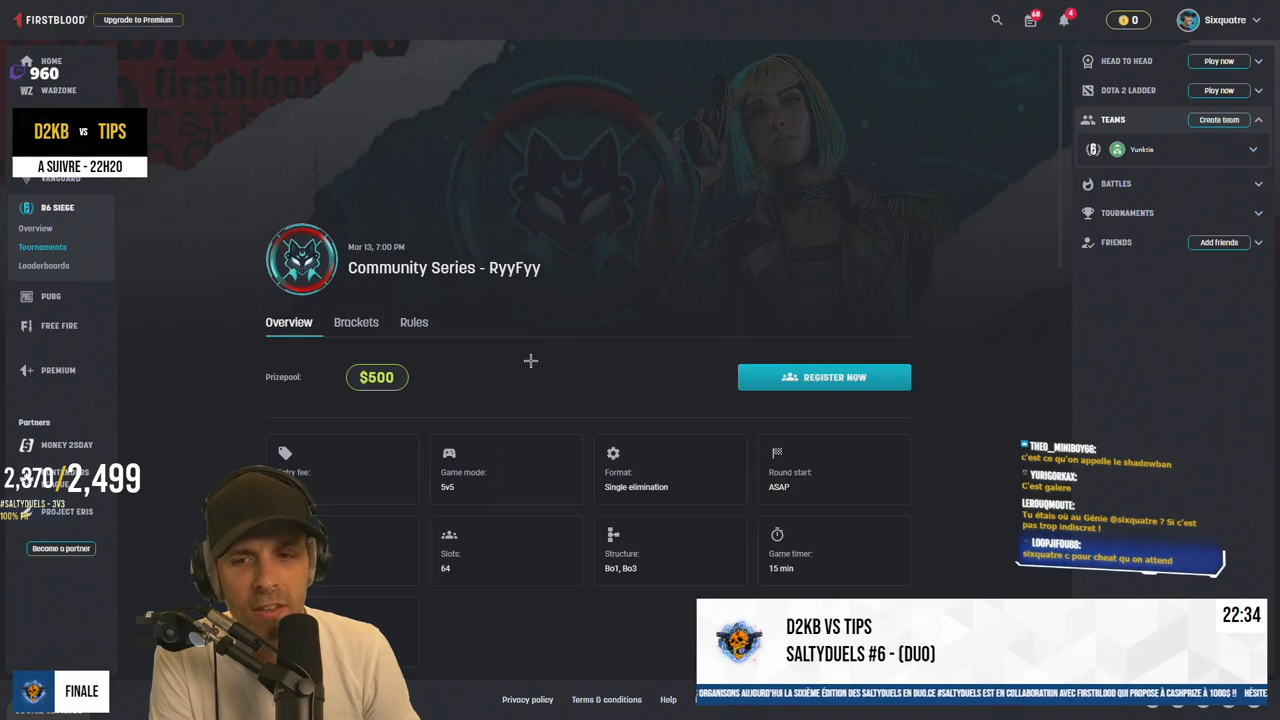 FIRSTBLOOD
Upgrade to Premium
68
4
0
Sixquatre
HOME
960
WZ WARZONE
D2KB VS TIPS
A SUIVRE - 22H20
VANGUARD
R6 SIEGE
Overview
Tournaments
Leaderboards
PUBG
FREE FIRE
PREMIUM
Partners
MONEY 2SDAY
2,370/2,499
#SALTYDUELS - 3V3
PROJECT ERIS
Become a partner
FINALE
Mar 13, 7:00 PM
Community Series - RyyFyy
Overview Brackets Rules
Prizepool: $500
REGISTER NOW
Entry fee:
Game mode:
5v5
Format:
Single elimination
Round start:
ASAP
Slots:
64
Structure:
Bo1, Bo3
Game timer:
15 min
Privacy policy Terms & conditions Help
HEAD TO HEAD Play now
DOTA 2 LADDER Play now
TEAMS Create team
Yunktis
BATTLES
TOURNAMENTS
FRIENDS Add friends
THEO_MINIBOY66:
c'est ce qu'on appelle le shadowban
YURIGORKAX:
C'est galere
LEROUQMOUTE:
Tu étais où au Génie @sixquatre ? Si c'est
pas trop indiscret !
LOOPJIFOU88:
sixquatre c pour cheat qu on attend
22:34
D2KB VS TIPS
SALTYDUELS #6 - (DUO)
ORGANISONS AUJOURD'HUI LA SIXIÈME ÉDITION DES SALTYDUELS EN DUO.CE #SALTYDUELS EST EN COLLABORATION AVEC FIRSTBLOOD QUI PROPOSE À CASHPRIZE À 1000$ !! HÉSITE